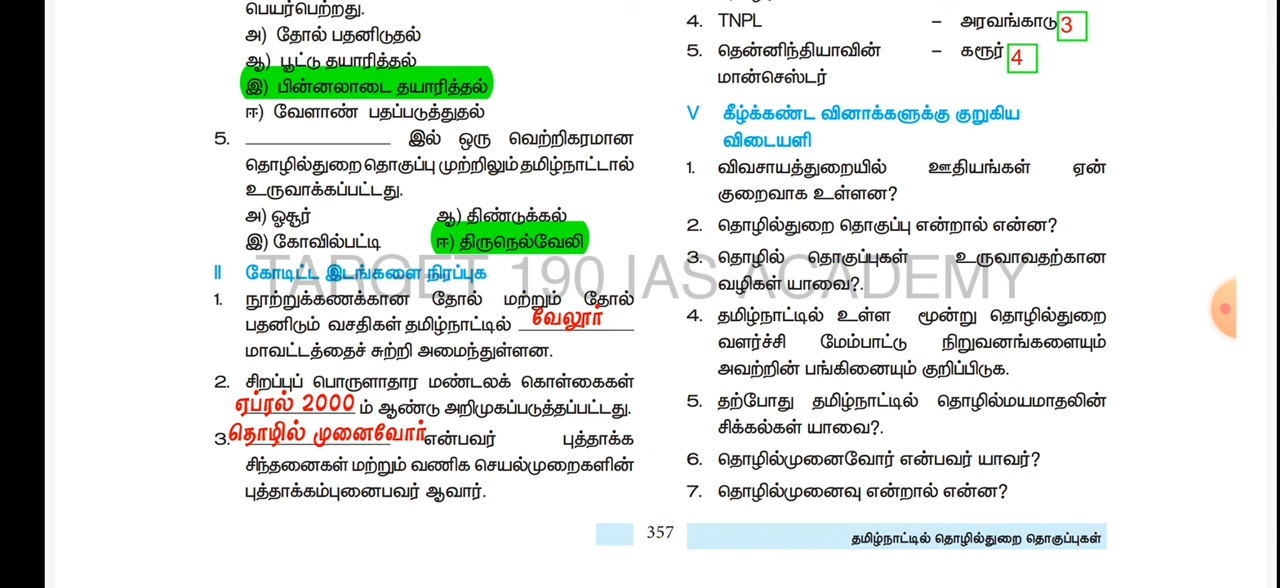 பெயர்பெற்றது.
அ) தோல் பதனிடுதல்
ஆ) பூட்டு தயாரித்தல்
இ) பின்னலாடை தயாரித்தல்
ஈ) வேளாண் பதப்படுத்துதல்
5. ______________ இல் ஒரு வெற்றிகரமான
தொழில்துறை தொகுப்பு முற்றிலும் தமிழ்நாட்டால்
உருவாக்கப்பட்டது.
அ) ஓசூர் ஆ) திண்டுக்கல்
இ) கோவில்பட்டி ஈ) திருநெல்வேலி
II கோடிட்ட இடங்களை நிரப்புக
1. நூற்றுக்கணக்கான தோல் மற்றும் தோல்
பதனிடும் வசதிகள் தமிழ்நாட்டில் வேலூர்
மாவட்டத்தைச் சுற்றி அமைந்துள்ளன.
2. சிறப்புப் பொருளாதார மண்டலக் கொள்கைகள்
ஏப்ரல் 2000 ம் ஆண்டு அறிமுகப்படுத்தப்பட்டது.
3. தொழில் முனைவோர் என்பவர் புத்தாக்க
சிந்தனைகள் மற்றும் வணிக செயல்முறைகளின்
புத்தாக்கம்புனைபவர் ஆவார்.
4. TNPL – அரவங்காடு 3
5. தென்னிந்தியாவின் – கரூர் 4
மான்செஸ்டர்
V கீழ்க்கண்ட வினாக்களுக்கு குறுகிய
விடையளி
1. விவசாயத்துறையில் ஊதியங்கள் ஏன்
குறைவாக உள்ளன?
2. தொழில்துறை தொகுப்பு என்றால் என்ன?
3. தொழில் தொகுப்புகள் உருவாவதற்கான
வழிகள் யாவை?.
4. தமிழ்நாட்டில் உள்ள மூன்று தொழில்துறை
வளர்ச்சி மேம்பாட்டு நிறுவனங்களையும்
அவற்றின் பங்கினையும் குறிப்பிடுக.
5. தற்போது தமிழ்நாட்டில் தொழில்மயமாதலின்
சிக்கல்கள் யாவை?.
6. தொழில்முனைவோர் என்பவர் யாவர்?
7. தொழில்முனைவு என்றால் என்ன?
TARGET 190 IAS ACADEMY
357 தமிழ்நாட்டில் தொழில்துறை தொகுப்புகள்